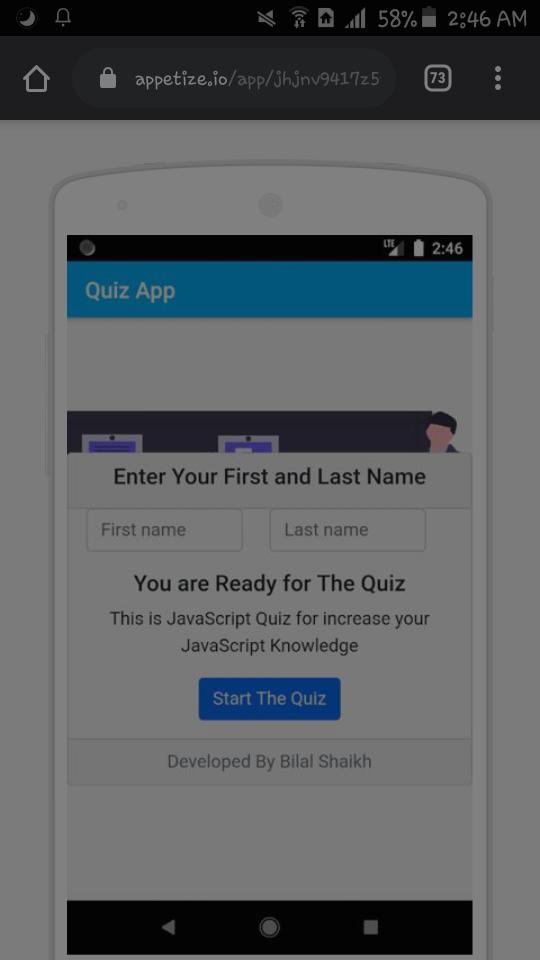 58% 2:46 AM
appetize.io/app/jhjnv9417z5
73
LTE 2:46
Quiz App
Enter Your First and Last Name
First name Last name
You are Ready for The Quiz
This is JavaScript Quiz for increase your
JavaScript Knowledge
Start The Quiz
Developed By Bilal Shaikh